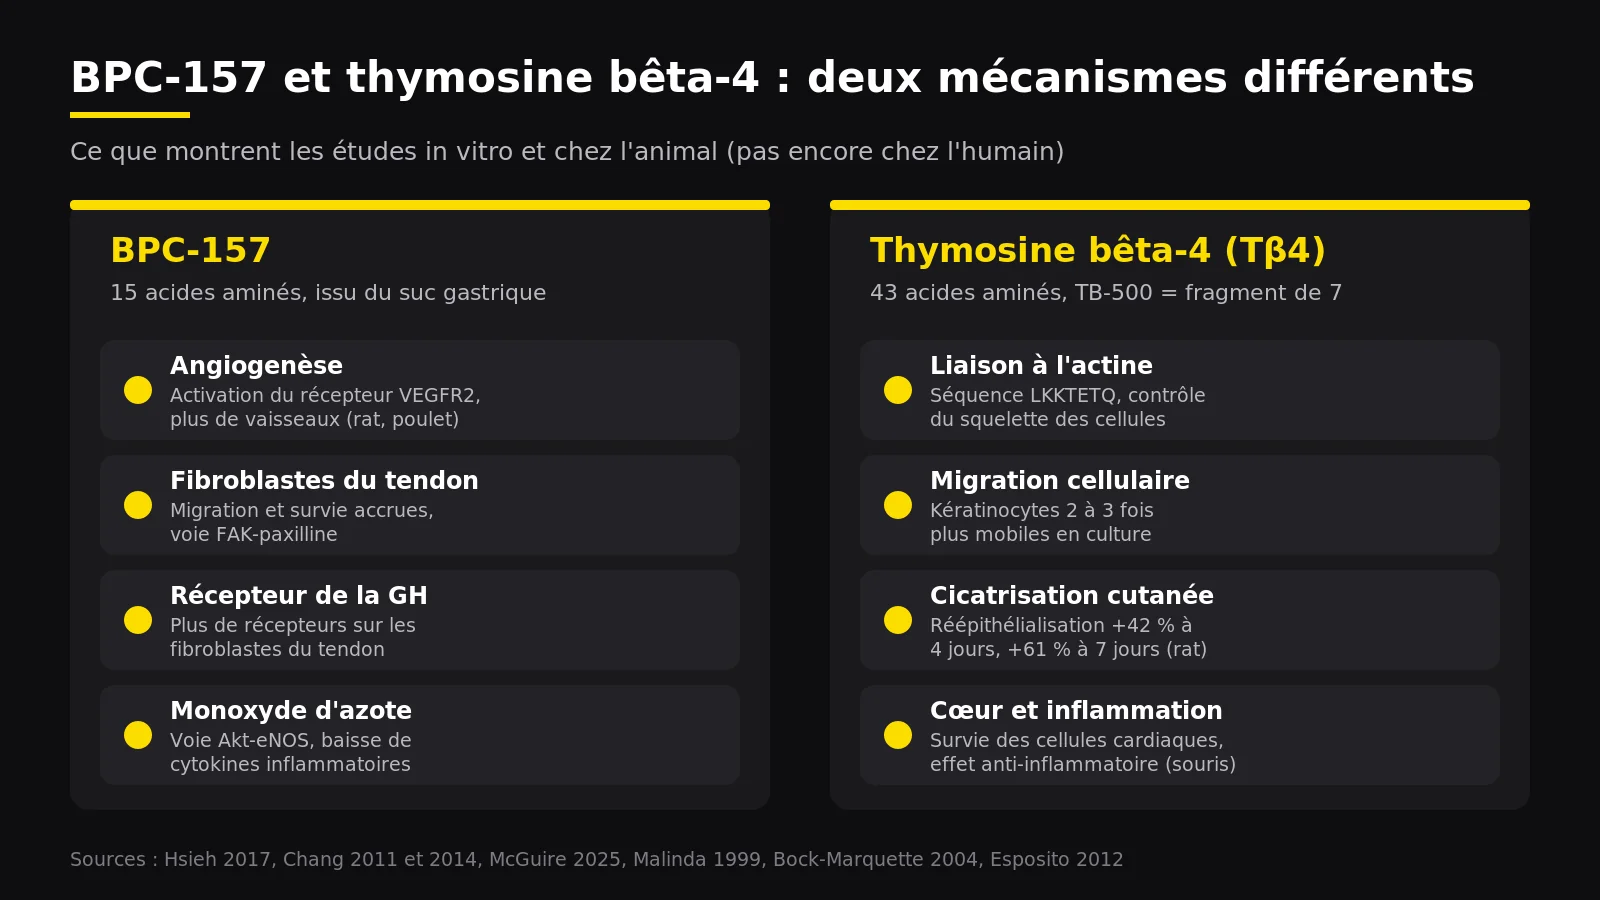 BPC-157 et thymosine bêta-4 : deux mécanismes différents
Ce que montrent les études in vitro et chez l'animal (pas encore chez l'humain)
BPC-157
15 acides aminés, issu du suc gastrique
Angiogenèse
Activation du récepteur VEGFR2,
plus de vaisseaux (rat, poulet)
Fibroblastes du tendon
Migration et survie accrues,
voie FAK-paxilline
Récepteur de la GH
Plus de récepteurs sur les
fibroblastes du tendon
Monoxyde d'azote
Voie Akt-eNOS, baisse de
cytokines inflammatoires
Thymosine bêta-4 (Tβ4)
43 acides aminés, TB-500 = fragment de 7
Liaison à l'actine
Séquence LKKTETQ, contrôle
du squelette des cellules
Migration cellulaire
Kératinocytes 2 à 3 fois
plus mobiles en culture
Cicatrisation cutanée
Réépithélialisation +42 % à
4 jours, +61 % à 7 jours (rat)
Cœur et inflammation
Survie des cellules cardiaques,
effet anti-inflammatoire (souris)
Sources : Hsieh 2017, Chang 2011 et 2014, McGuire 2025, Malinda 1999, Bock-Marquette 2004, Esposito 2012